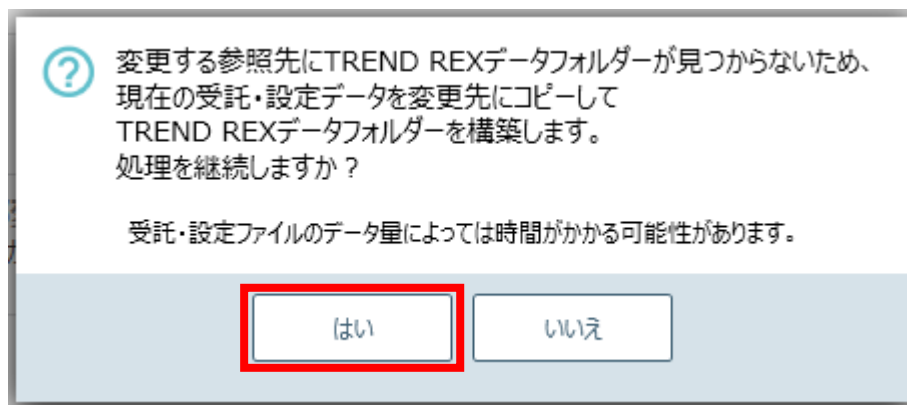 変更する参照先にTREND REXデータフォルダーが見つからないため、
現在の受託・設定データを変更先にコピーして
TREND REXデータフォルダーを構築します。
処理を継続しますか？
受託・設定ファイルのデータ量によっては時間がかかる可能性があります。
はい
いいえ